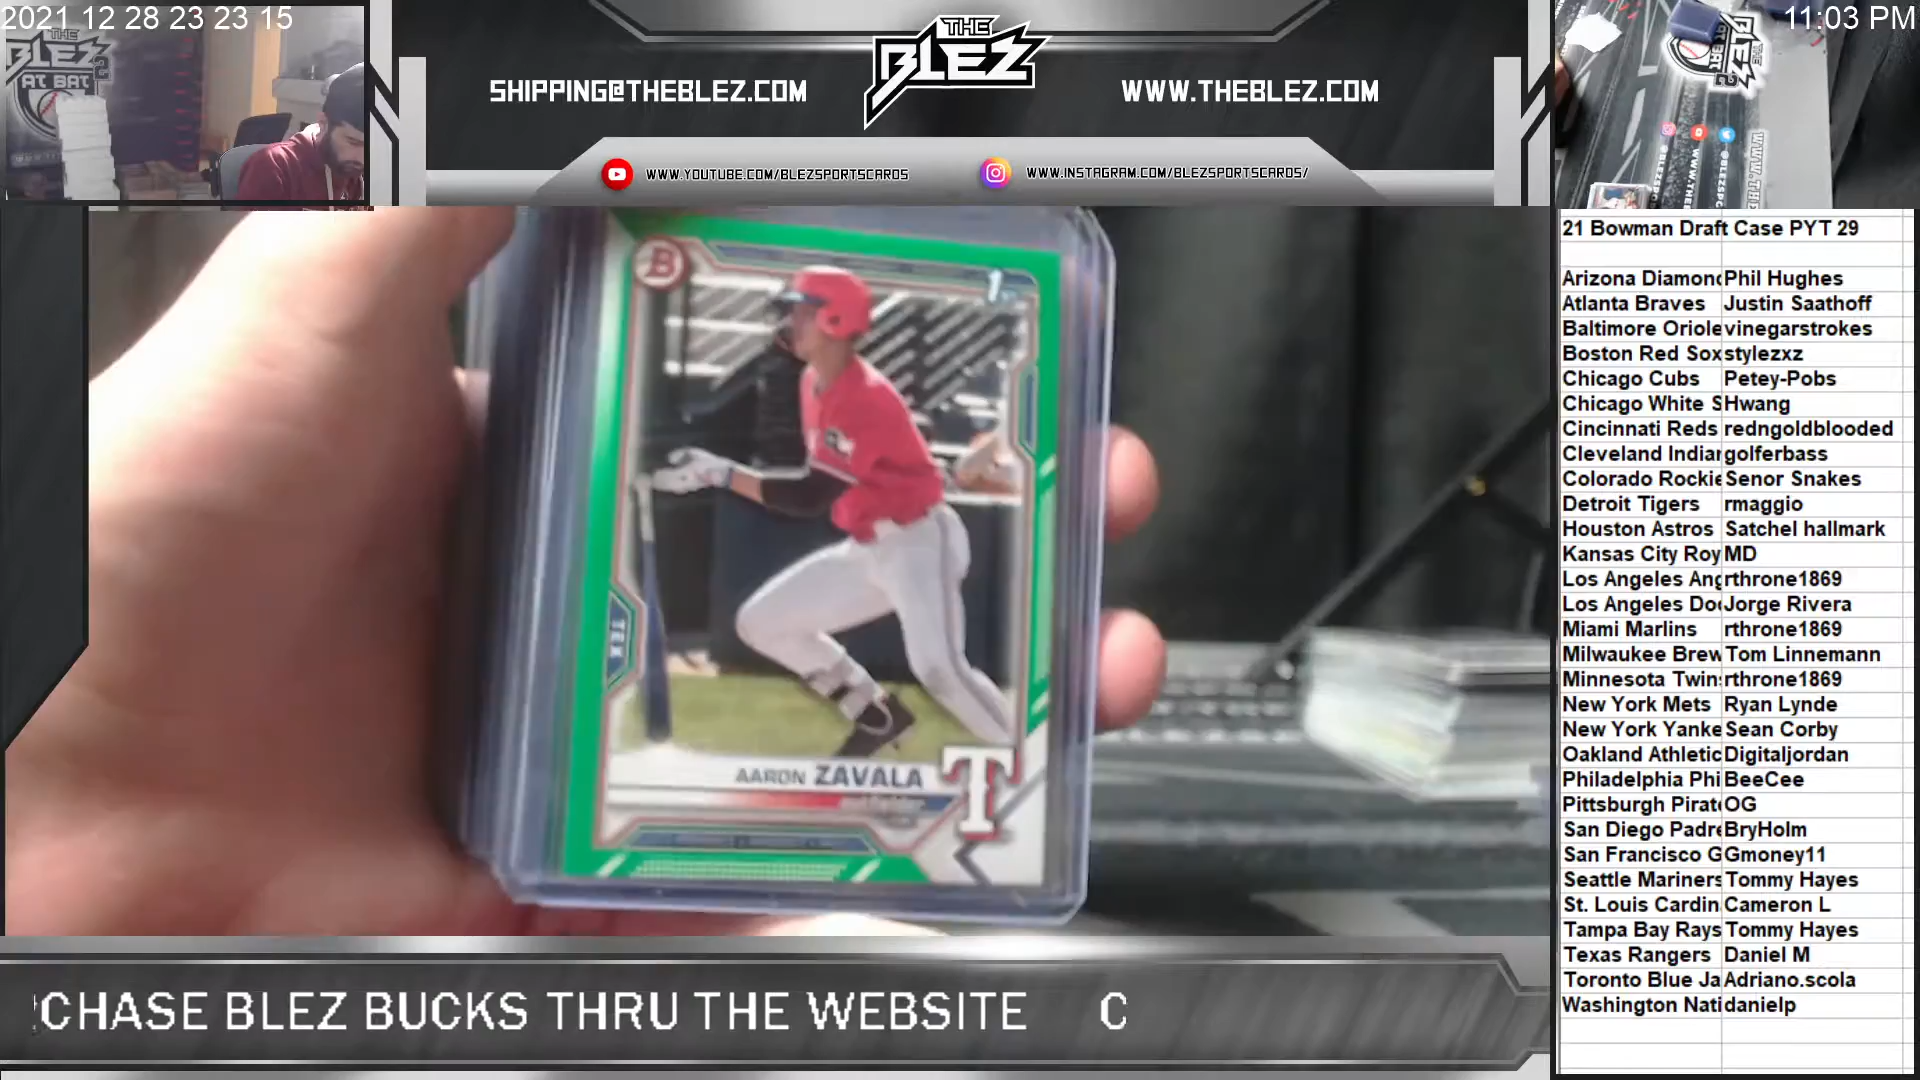 2021 12 28 23 23 15
THE
BLEZ
AT BAT
2
THE
BLEZ
SHIPPING@THEBLEZ.COM
WWW.THEBLEZ.COM
WWW.YOUTUBE.COM/BLEZSPORTSCARDS
WWW.INSTAGRAM.COM/BLEZSPORTSCARDS/
11:03 PM
B
1
TEX
AARON ZAVALA
T
21 Bowman Draft Case PYT 29
Arizona Diamond Phil Hughes
Atlanta Braves Justin Saathoff
Baltimore Oriole vinegarstrokes
Boston Red Sox stylezxz
Chicago Cubs Petey-Pobs
Chicago White S Hwang
Cincinnati Reds redngoldblooded
Cleveland Indian golferbass
Colorado Rockie Senor Snakes
Detroit Tigers rmaggio
Houston Astros Satchel hallmark
Kansas City Roy MD
Los Angeles Ang rthrone1869
Los Angeles Do Jorge Rivera
Miami Marlins rthrone1869
Milwaukee Brew Tom Linnemann
Minnesota Twins rthrone1869
New York Mets Ryan Lynde
New York Yanke Sean Corby
Oakland Athletic Digitaljordan
Philadelphia Phi BeeCee
Pittsburgh Pirat OG
San Diego Padre BryHolm
San Francisco G Gmoney11
Seattle Mariners Tommy Hayes
St. Louis Cardin Cameron L
Tampa Bay Rays Tommy Hayes
Texas Rangers Daniel M
Toronto Blue Ja Adriano.scola
Washington Nati danielp
CHASE BLEZ BUCKS THRU THE WEBSITE C